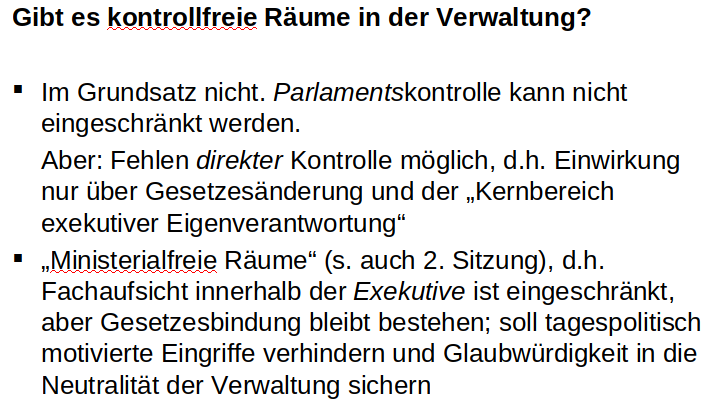 Gibt es kontrollfreie Räume in der Verwaltung?
▪ Im Grundsatz nicht. Parlamentskontrolle kann nicht
eingeschränkt werden.
Aber: Fehlen direkter Kontrolle möglich, d.h. Einwirkung
nur über Gesetzesänderung und der „Kernbereich
exekutiver Eigenverantwortung“
▪ „Ministerialfreie Räume“ (s. auch 2. Sitzung), d.h.
Fachaufsicht innerhalb der Exekutive ist eingeschränkt,
aber Gesetzesbindung bleibt bestehen; soll tagespolitisch
motivierte Eingriffe verhindern und Glaubwürdigkeit in die
Neutralität der Verwaltung sichern